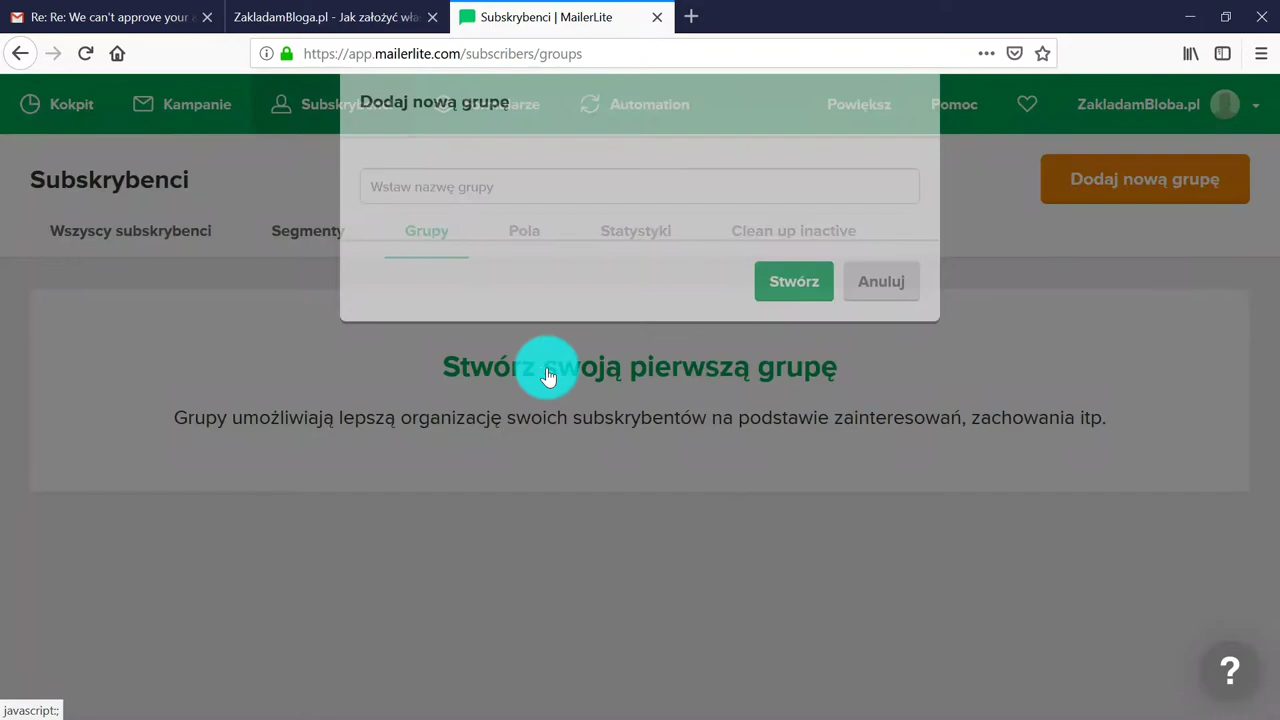 Re: Re: We can't approve your a
ZakladamBloga.pl - Jak założyć wła
Subskrybenci | MailerLite
https://app.mailerlite.com/subscribers/groups
Kokpit
Kampanie
Automation
Powiększ
Pomoc
ZakladamBloba.pl
Dodaj nową grupę
Subskrybenci
Dodaj nową grupę
Wstaw nazwę grupy
Wszyscy subskrybenci
Segmenty
Grupy
Pola
Statystyki
Clean up inactive
Stwórz
Anuluj
Stwórz swoją pierwszą grupę
Grupy umożliwiają lepszą organizację swoich subskrybentów na podstawie zainteresowań, zachowania itp.
?
javascript:;